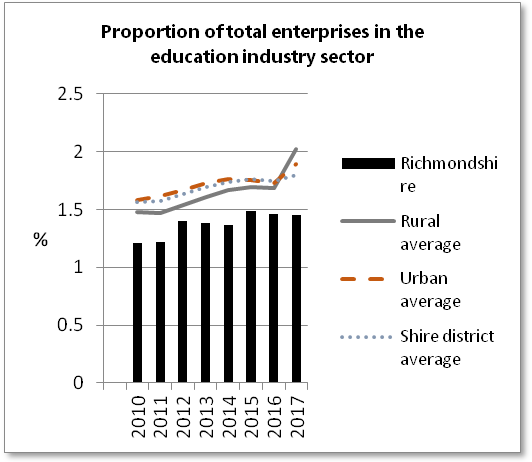 Proportion of total enterprises in the
education industry sector
2.5
2
1.5
1
0.5
0
%
2010
2011
2012
2013
2014
2015
2016
2017
Richmondshi
re
Rural
average
Urban
average
Shire district
average